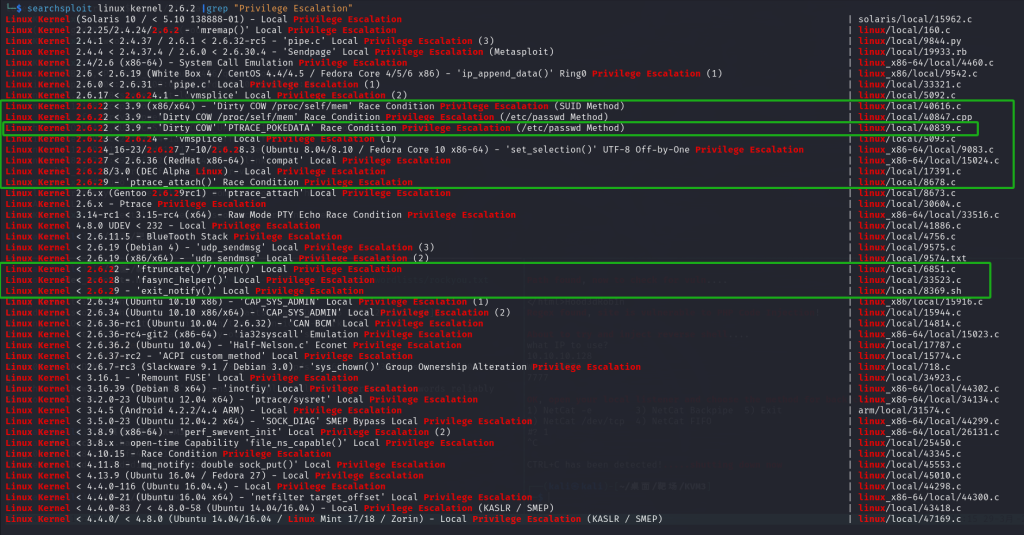 └─$ searchsploit linux kernel 2.6.2 |grep "Privilege Escalation"
Linux Kernel (Solaris 10 / < 5.10 138888-01) - Local Privilege Escalation | solaris/local/15962.c
Linux Kernel 2.2.25/2.4.24/2.6.2 - 'mremap()' Local Privilege Escalation | linux/local/160.c
Linux Kernel 2.4.1 < 2.4.37 / 2.6.1 < 2.6.32-rc5 - 'pipe.c' Local Privilege Escalation (3) | linux/local/9844.py
Linux Kernel 2.4.4 < 2.4.37.4 / 2.6.0 < 2.6.30.4 - 'Sendpage' Local Privilege Escalation (Metasploit) | linux/local/19933.rb
Linux Kernel 2.4/2.6 (x86-64) - System Call Emulation Privilege Escalation | linux_x86-64/local/4460.c
Linux Kernel 2.6 < 2.6.19 (White Box 4 / CentOS 4.4/4.5 / Fedora Core 4/5/6 x86) - 'ip_append_data()' Ring0 Privilege Escalation (1) | linux_x86/local/9542.c
Linux Kernel 2.6.0 < 2.6.31 - 'pipe.c' Local Privilege Escalation (1) | linux/local/33321.c
Linux Kernel 2.6.17 < 2.6.24.1 - 'vmsplice' Local Privilege Escalation (2) | linux/local/5092.c
Linux Kernel 2.6.22 < 3.9 (x86/x64) - 'Dirty COW /proc/self/mem' Race Condition Privilege Escalation (SUID Method) | linux/local/40616.c
Linux Kernel 2.6.22 < 3.9 - 'Dirty COW /proc/self/mem' Race Condition Privilege Escalation (/etc/passwd Method) | linux/local/40847.cpp
Linux Kernel 2.6.22 < 3.9 - 'Dirty COW' 'PTRACE_POKEDATA' Race Condition Privilege Escalation (/etc/passwd Method) | linux/local/40839.c
Linux Kernel 2.6.23 < 2.6.24 - 'vmsplice' Local Privilege Escalation (1) | linux/local/5093.c
Linux Kernel 2.6.24_16-23/2.6.27_7-10/2.6.28.3 (Ubuntu 8.04/8.10 / Fedora Core 10 x86-64) - 'set_selection()' UTF-8 Off-by-One Privilege Escalation | linux_x86-64/local/9083.c
Linux Kernel 2.6.27 < 2.6.36 (RedHat x86-64) - 'compat' Local Privilege Escalation | linux_x86-64/local/15024.c
Linux Kernel 2.6.28/3.0 (DEC Alpha Linux) - Local Privilege Escalation | linux/local/17391.c
Linux Kernel 2.6.29 - 'ptrace_attach()' Race Condition Privilege Escalation | linux/local/8678.c
Linux Kernel 2.6.x (Gentoo 2.6.29rc1) - 'ptrace_attach' Local Privilege Escalation | linux/local/8673.c
Linux Kernel 2.6.x - Ptrace Privilege Escalation | linux/local/30604.c
Linux Kernel 3.14-rc1 < 3.15-rc4 (x64) - Raw Mode PTY Echo Race Condition Privilege Escalation | linux_x86-64/local/33516.c
Linux Kernel 4.8.0 UDEV < 232 - Local Privilege Escalation | linux/local/41886.c
Linux Kernel < 2.6.11.5 - BlueTooth Stack Privilege Escalation | linux/local/4756.c
Linux Kernel < 2.6.19 (Debian 4) - 'udp_sendmsg' Local Privilege Escalation (3) | linux/local/9575.c
Linux Kernel < 2.6.19 (x86/x64) - 'udp_sendmsg' Local Privilege Escalation (2) | linux/local/9574.txt
Linux Kernel < 2.6.22 - 'ftruncate()'/'open()' Local Privilege Escalation | linux/local/6851.c
Linux Kernel < 2.6.28 - 'fasync_helper()' Local Privilege Escalation | linux/local/33523.c
Linux Kernel < 2.6.29 - 'exit_notify()' Local Privilege Escalation | linux/local/8369.sh
Linux Kernel < 2.6.34 (Ubuntu 10.10 x86) - 'CAP_SYS_ADMIN' Local Privilege Escalation (1) | linux_x86/local/15916.c
Linux Kernel < 2.6.34 (Ubuntu 10.10 x86/x64) - 'CAP_SYS_ADMIN' Local Privilege Escalation (2) | linux/local/15944.c
Linux Kernel < 2.6.36-rc1 (Ubuntu 10.04 / 2.6.32) - 'CAN BCM' Local Privilege Escalation | linux/local/14814.c
Linux Kernel < 2.6.36-rc4-git2 (x86-64) - 'ia32syscall' Emulation Privilege Escalation | linux_x86-64/local/15023.c
Linux Kernel < 2.6.36.2 (Ubuntu 10.04) - 'Half-Nelson.c' Econet Privilege Escalation | linux/local/17787.c
Linux Kernel < 2.6.37-rc2 - 'ACPI custom_method' Local Privilege Escalation | linux/local/15774.c
Linux Kernel < 2.6.7-rc3 (Slackware 9.1 / Debian 3.0) - 'sys_chown()' Group Ownership Alteration Privilege Escalation | linux/local/718.c
Linux Kernel < 3.16.1 - 'Remount FUSE' Local Privilege Escalation | linux/local/34923.c
Linux Kernel < 3.16.39 (Debian 8 x64) - 'inotfiy' Local Privilege Escalation | linux_x86-64/local/44302.c
Linux Kernel < 3.2.0-23 (Ubuntu 12.04 x64) - 'ptrace/sysret' Local Privilege Escalation | linux_x86-64/local/34134.c
Linux Kernel < 3.4.5 (Android 4.2.2/4.4 ARM) - Local Privilege Escalation | arm/local/31574.c
Linux Kernel < 3.5.0-23 (Ubuntu 12.04.2 x64) - 'SOCK_DIAG' SMEP Bypass Local Privilege Escalation | linux_x86-64/local/44299.c
Linux Kernel < 3.8.9 (x86-64) - 'perf_swevent_init' Local Privilege Escalation (2) | linux_x86-64/local/26131.c
Linux Kernel < 3.8.x - open-time Capability 'file_ns_capable()' Local Privilege Escalation | linux/local/25450.c
Linux Kernel < 4.10.15 - Race Condition Privilege Escalation | linux/local/43345.c
Linux Kernel < 4.11.8 - 'mq_notify: double sock_put()' Local Privilege Escalation | linux/local/45553.c
Linux Kernel < 4.13.9 (Ubuntu 16.04 / Fedora 27) - Local Privilege Escalation | linux/local/45010.c
Linux Kernel < 4.4.0-116 (Ubuntu 16.04.4) - Local Privilege Escalation | linux/local/44298.c
Linux Kernel < 4.4.0-21 (Ubuntu 16.04 x64) - 'netfilter target_offset' Local Privilege Escalation | linux_x86-64/local/44300.c
Linux Kernel < 4.4.0-83 / < 4.8.0-58 (Ubuntu 14.04/16.04) - Local Privilege Escalation (KASLR / SMEP) | linux/local/43418.c
Linux Kernel < 4.4.0/ < 4.8.0 (Ubuntu 14.04/16.04 / Linux Mint 17/18 / Zorin) - Local Privilege Escalation (KASLR / SMEP) | linux/local/47169.c